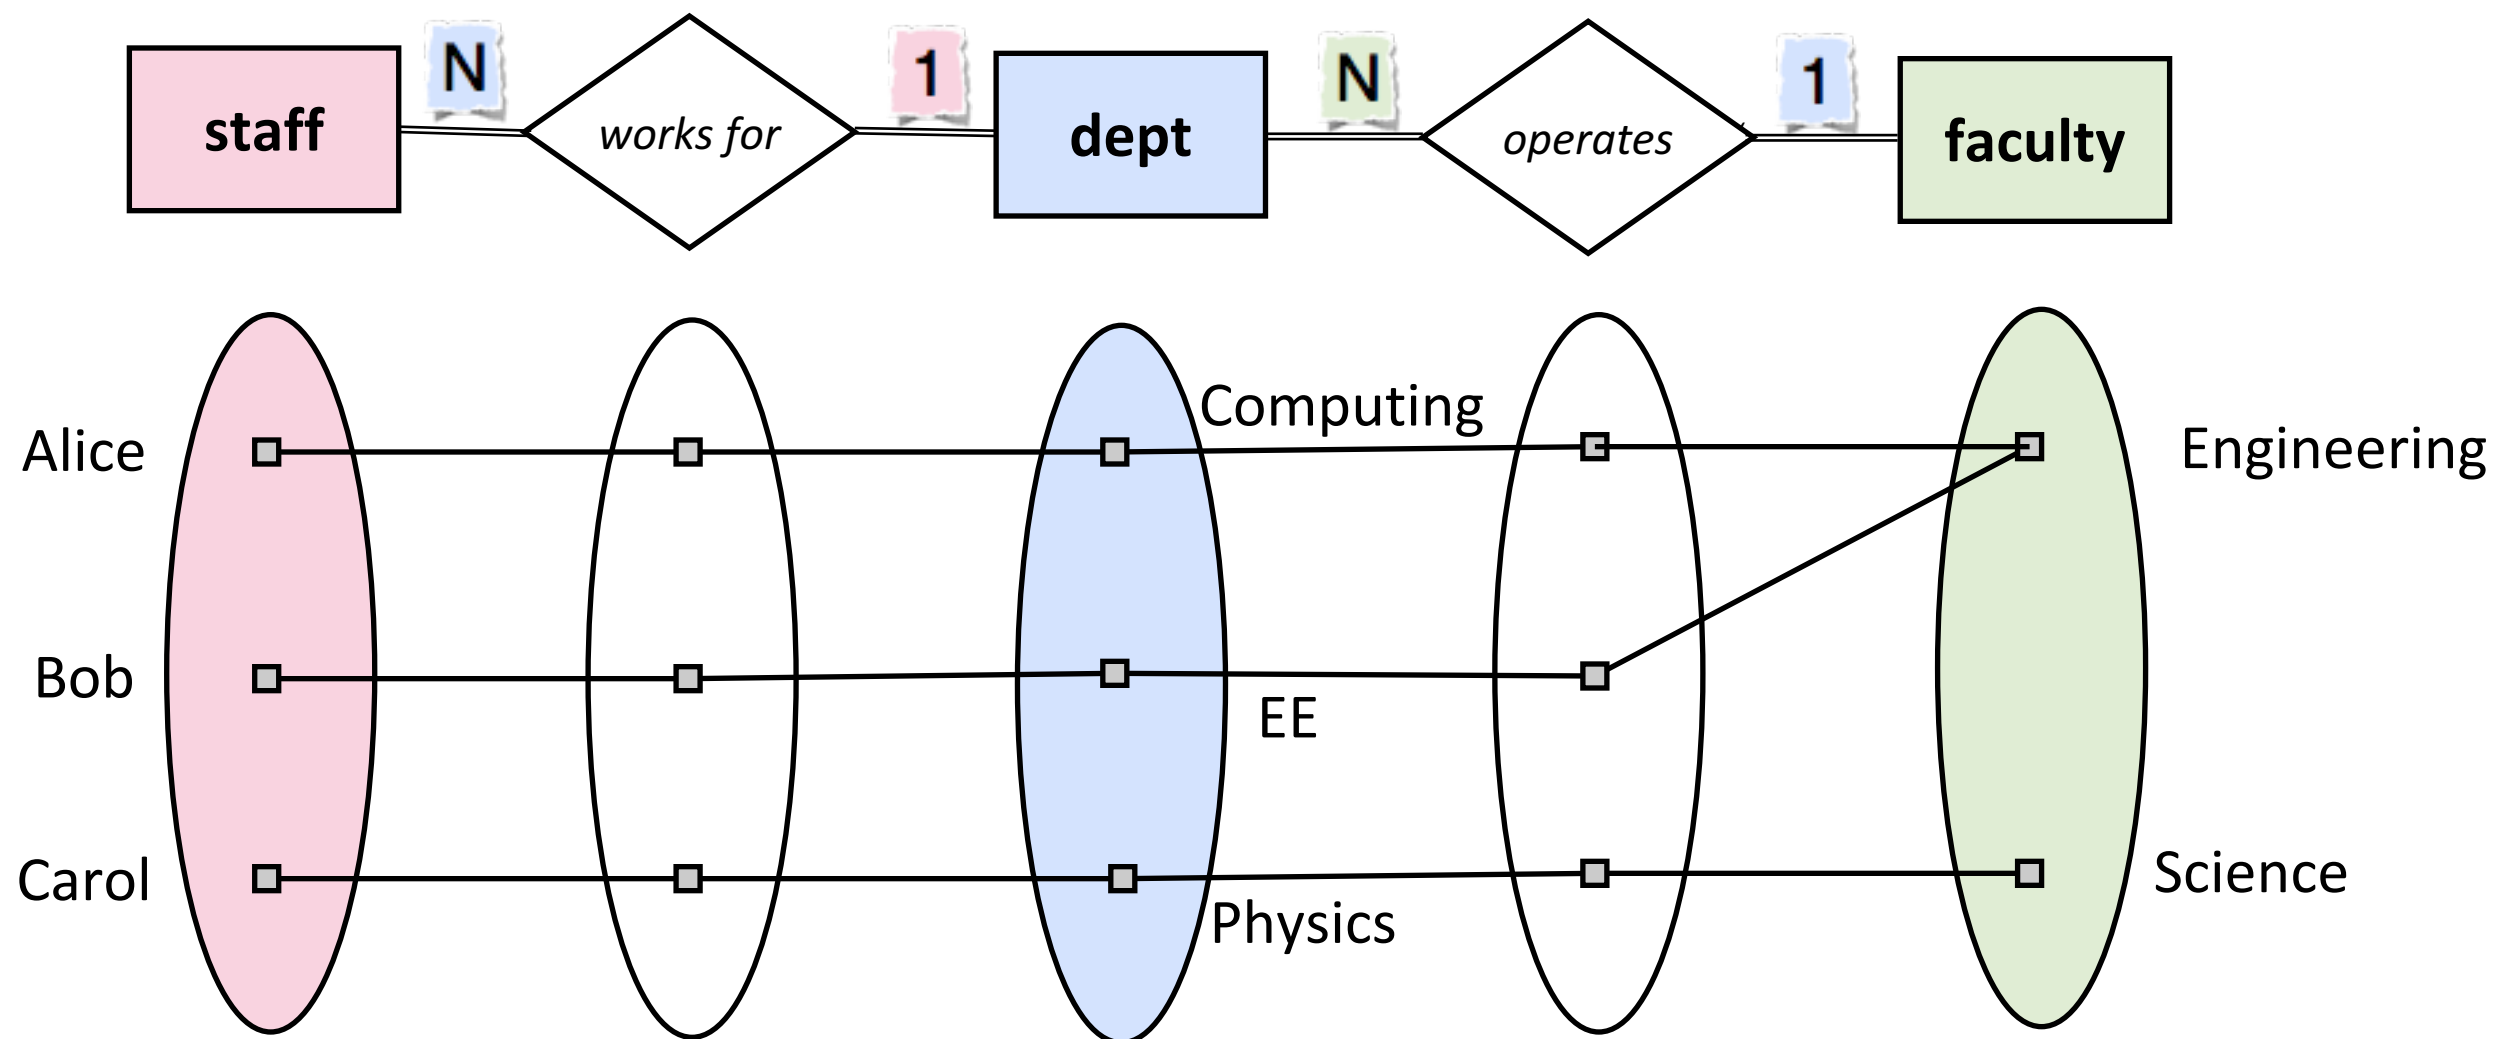 staff
N
works for
1
dept
N
operates
1
faculty
Computing
Alice
Engineering
Bob
EE
Carol
Science
Physics